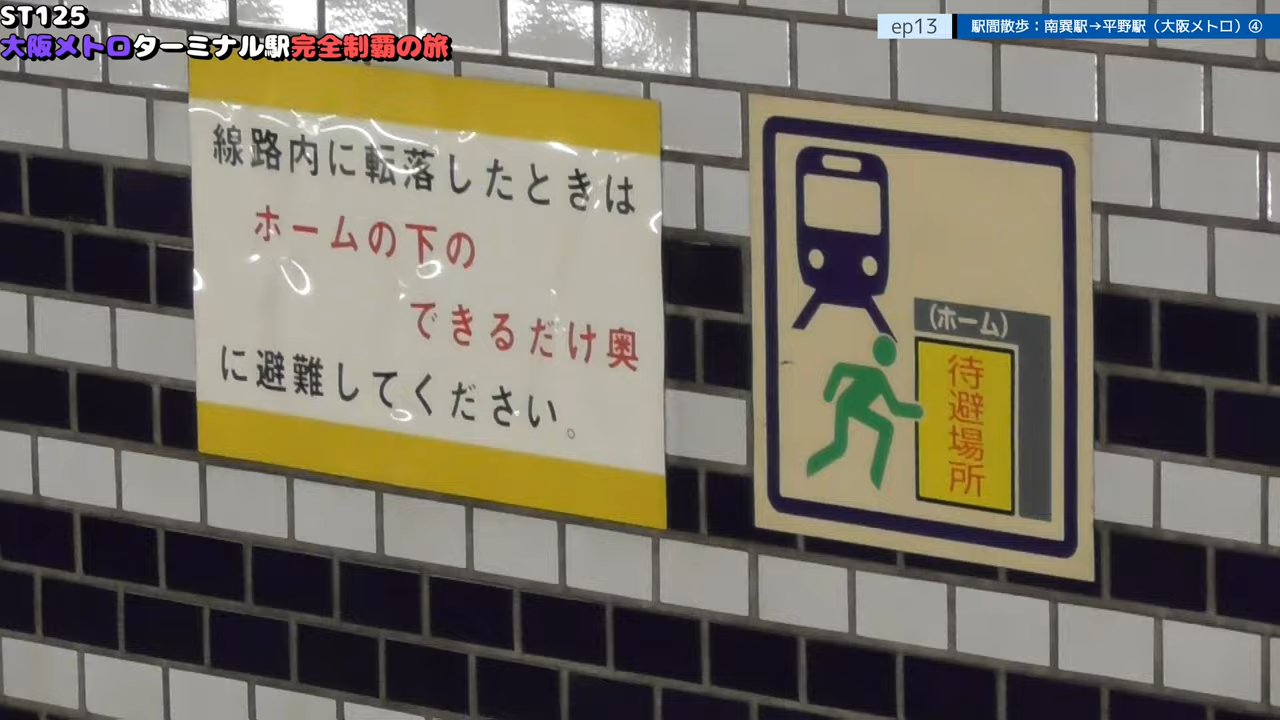 ST125
大阪メトロターミナル駅完全制覇の旅
ep13
駅間散歩：南巽駅→平野駅（大阪メトロ）④
線路内に転落したときは
ホームの下の
できるだけ奥
に避難してください。
(ホーム)
待避場所